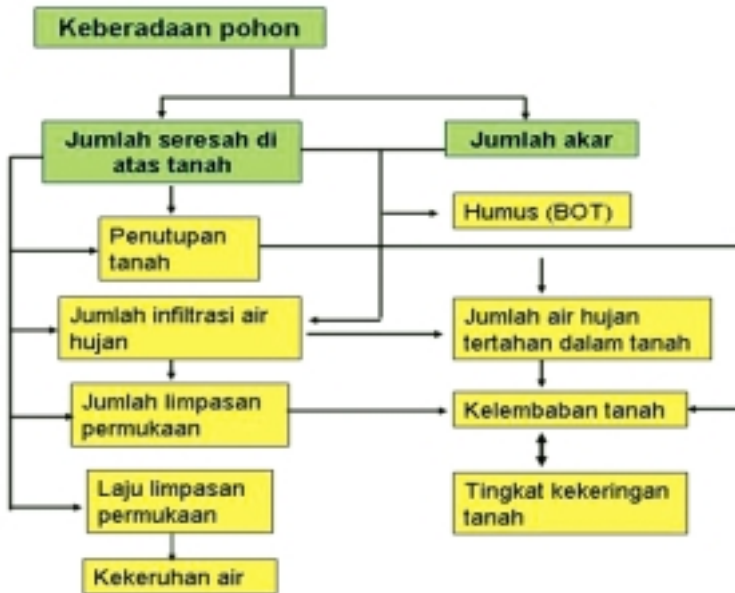 Keberadaan pohon
Jumlah seresah di
atas tanah
Jumlah akar
Humus (BOT)
Penutupan
tanah
Jumlah infiltrasi air
hujan
Jumlah air hujan
tertahan dalam tanah
Jumlah limpasan
permukaan
Kelembaban tanah
Laju limpasan
permukaan
Tingkat kekeringan
tanah
Kekeruhan air